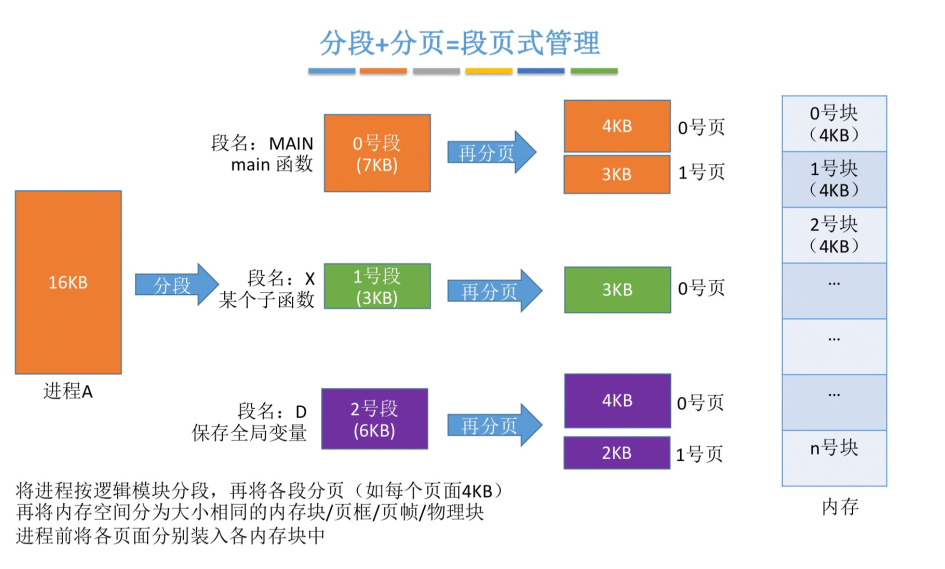 分段+分页=段页式管理
段名：MAIN
main 函数
0号段
(7KB)
再分页
4KB
0号页
3KB
1号页
16KB
进程A
分段
段名：X
某个子函数
1号段
(3KB)
再分页
3KB
0号页
段名：D
保存全局变量
2号段
(6KB)
再分页
4KB
0号页
2KB
1号页
0号块
（4KB）
1号块
（4KB）
2号块
（4KB）
...
...
...
n号块
内存
将进程按逻辑模块分段，再将各段分页（如每个页面4KB）
再将内存空间分为大小相同的内存块/页框/页帧/物理块
进程前将各页面分别装入各内存块中